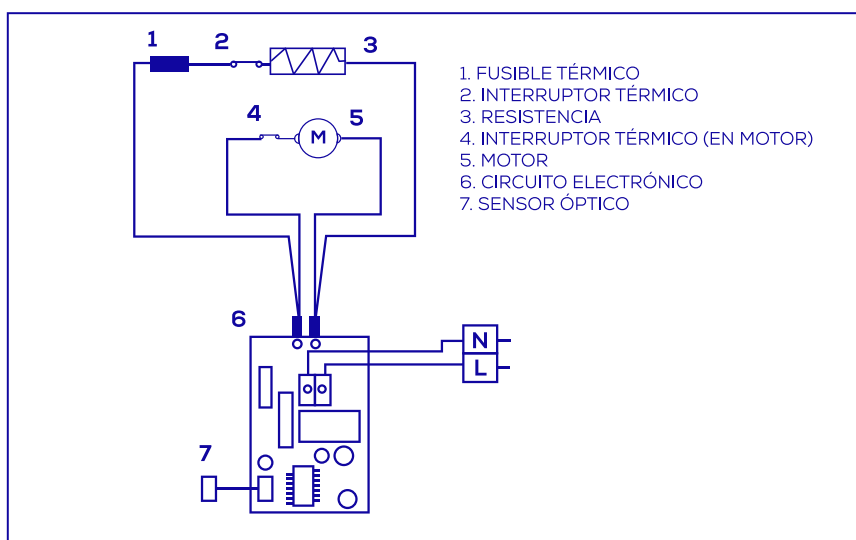 1
2
3
1. FUSIBLE TÉRMICO
2. INTERRUPTOR TÉRMICO
3. RESISTENCIA
4. INTERRUPTOR TÉRMICO (EN MOTOR)
5. MOTOR
6. CIRCUITO ELECTRÓNICO
7. SENSOR ÓPTICO
4
5
M
6
N
L
7